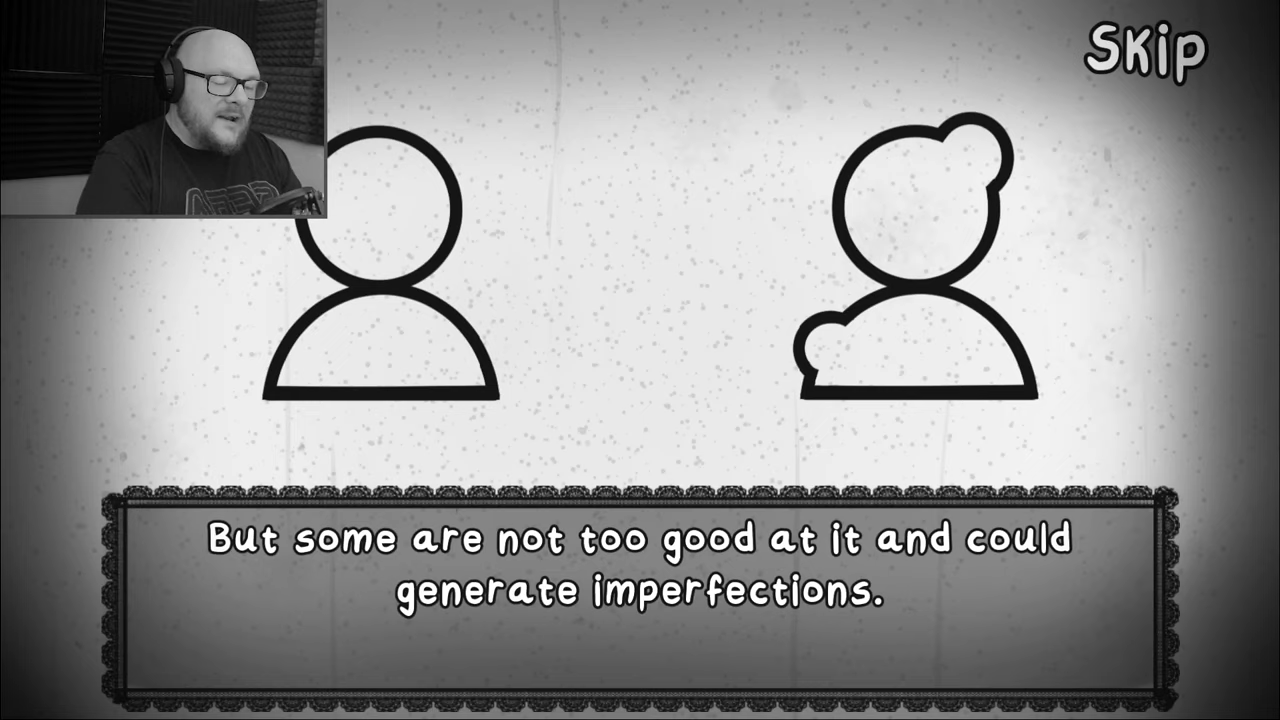 Skip
But some are not too good at it and could
generate imperfections.